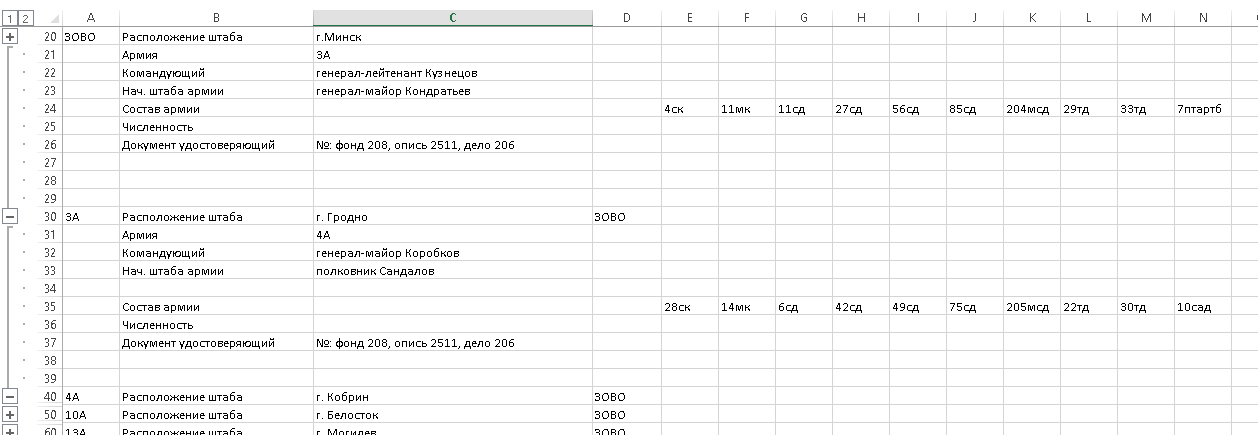 1 2 A B C D E F G H I J K L M N
20 ЗОВО Расположение штаба г.Минск
21 Армия 3А
22 Командующий генерал-лейтенант Кузнецов
23 Нач. штаба армии генерал-майор Кондратьев
24 Состав армии 4ск 11мк 11сд 27сд 56сд 85сд 204мсд 29тд 33тд 7птартб
25 Численность
26 Документ удостоверяющий №: фонд 208, опись 2511, дело 206
27
28
29
30 3А Расположение штаба г. Гродно ЗОВО
31 Армия 4А
32 Командующий генерал-майор Коробков
33 Нач. штаба армии полковник Сандалов
34
35 Состав армии 28ск 14мк 6сд 42сд 49сд 75сд 205мсд 22тд 30тд 10сад
36 Численность
37 Документ удостоверяющий №: фонд 208, опись 2511, дело 206
38
39
40 4А Расположение штаба г. Кобрин ЗОВО
50 10А Расположение штаба г. Белосток ЗОВО
60 13А Расположение штаба г. Могилев ЗОВО